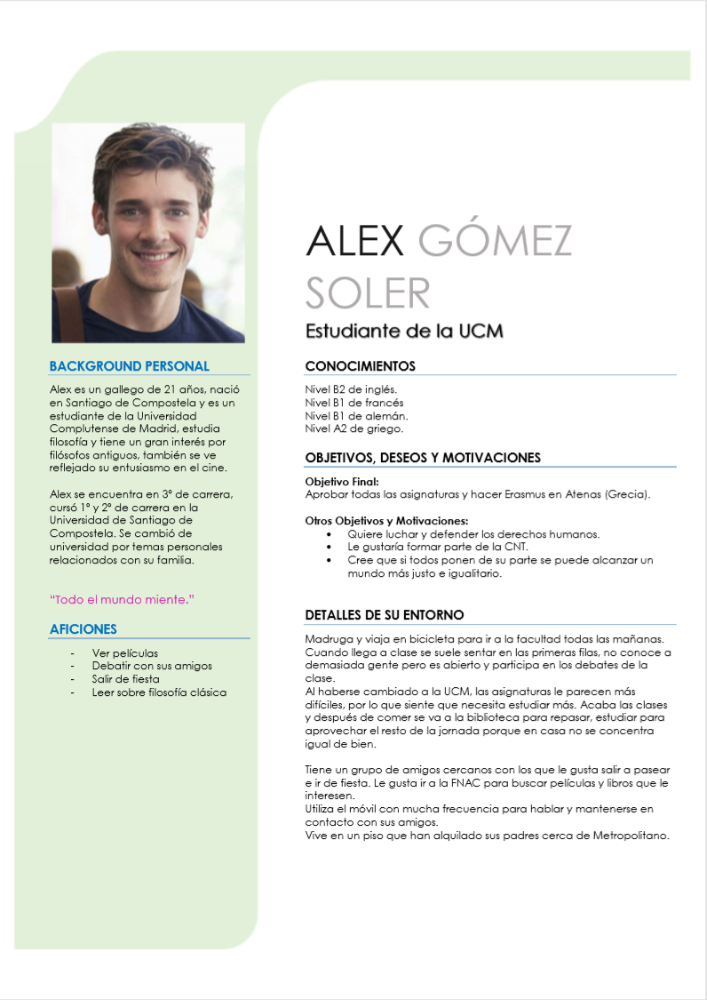 ALEX GÓMEZ
SOLER
Estudiante de la UCM
BACKGROUND PERSONAL
Alex es un gallego de 21 años, nació
en Santiago de Compostela y es un
estudiante de la Universidad
Complutense de Madrid, estudia
filosofía y tiene un gran interés por
filósofos antiguos, también se ve
reflejado su entusiasmo en el cine.
Alex se encuentra en 3º de carrera,
cursó 1º y 2º de carrera en la
Universidad de Santiago de
Compostela. Se cambió de
universidad por temas personales
relacionados con su familia.
“Todo el mundo miente.”
AFICIONES
- Ver películas
- Debatir con sus amigos
- Salir de fiesta
- Leer sobre filosofía clásica
CONOCIMIENTOS
Nivel B2 de inglés.
Nivel B1 de francés
Nivel B1 de alemán.
Nivel A2 de griego.
OBJETIVOS, DESEOS Y MOTIVACIONES
Objetivo Final:
Aprobar todas las asignaturas y hacer Erasmus en Atenas (Grecia).
Otros Objetivos y Motivaciones:
• Quiere luchar y defender los derechos humanos.
• Le gustaría formar parte de la CNT.
• Cree que si todos ponen de su parte se puede alcanzar un
mundo más justo e igualitario.
DETALLES DE SU ENTORNO
Madruga y viaja en bicicleta para ir a la facultad todas las mañanas.
Cuando llega a clase se suele sentar en las primeras filas, no conoce a
demasiada gente pero es abierto y participa en los debates de la
clase.
Al haberse cambiado a la UCM, las asignaturas le parecen más
difíciles, por lo que siente que necesita estudiar más. Acaba las clases
y después de comer se va a la biblioteca para repasar, estudiar para
aprovechar el resto de la jornada porque en casa no se concentra
igual de bien.
Tiene un grupo de amigos cercanos con los que le gusta salir a pasear
e ir de fiesta. Le gusta ir a la FNAC para buscar películas y libros que le
interesen.
Utiliza el móvil con mucha frecuencia para hablar y mantenerse en
contacto con sus amigos.
Vive en un piso que han alquilado sus padres cerca de Metropolitano.